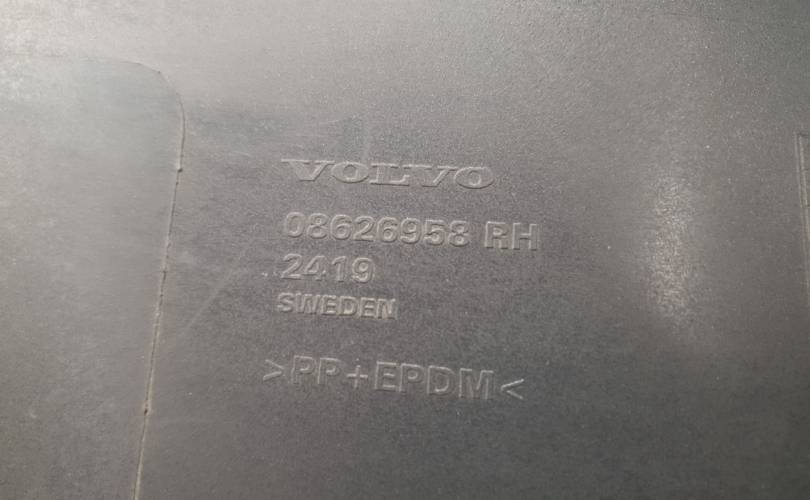 VOLVO
08626958 RH
2419
SWEDEN
>PP+EPDM<